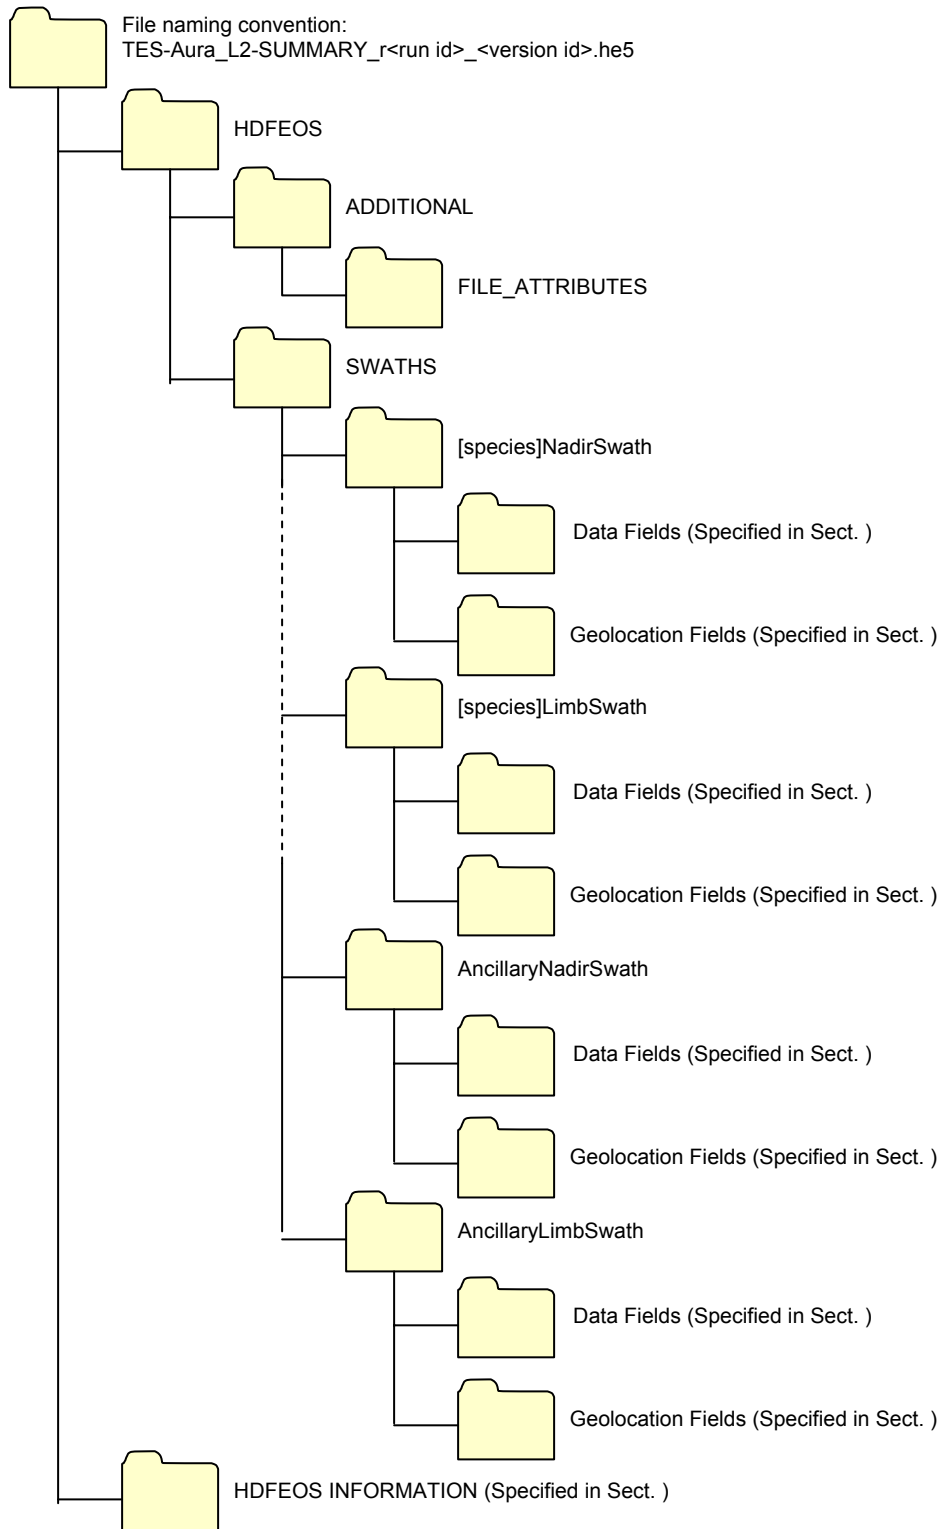 File naming convention:
TES-Aura_L2-SUMMARY_r<run id>_<version id>.he5
HDFEOS
ADDITIONAL
FILE_ATTRIBUTES
SWATHS
[species]NadirSwath
Data Fields (Specified in Sect. )
Geolocation Fields (Specified in Sect. )
[species]LimbSwath
Data Fields (Specified in Sect. )
Geolocation Fields (Specified in Sect. )
AncillaryNadirSwath
Data Fields (Specified in Sect. )
Geolocation Fields (Specified in Sect. )
AncillaryLimbSwath
Data Fields (Specified in Sect. )
Geolocation Fields (Specified in Sect. )
HDFEOS INFORMATION (Specified in Sect. )